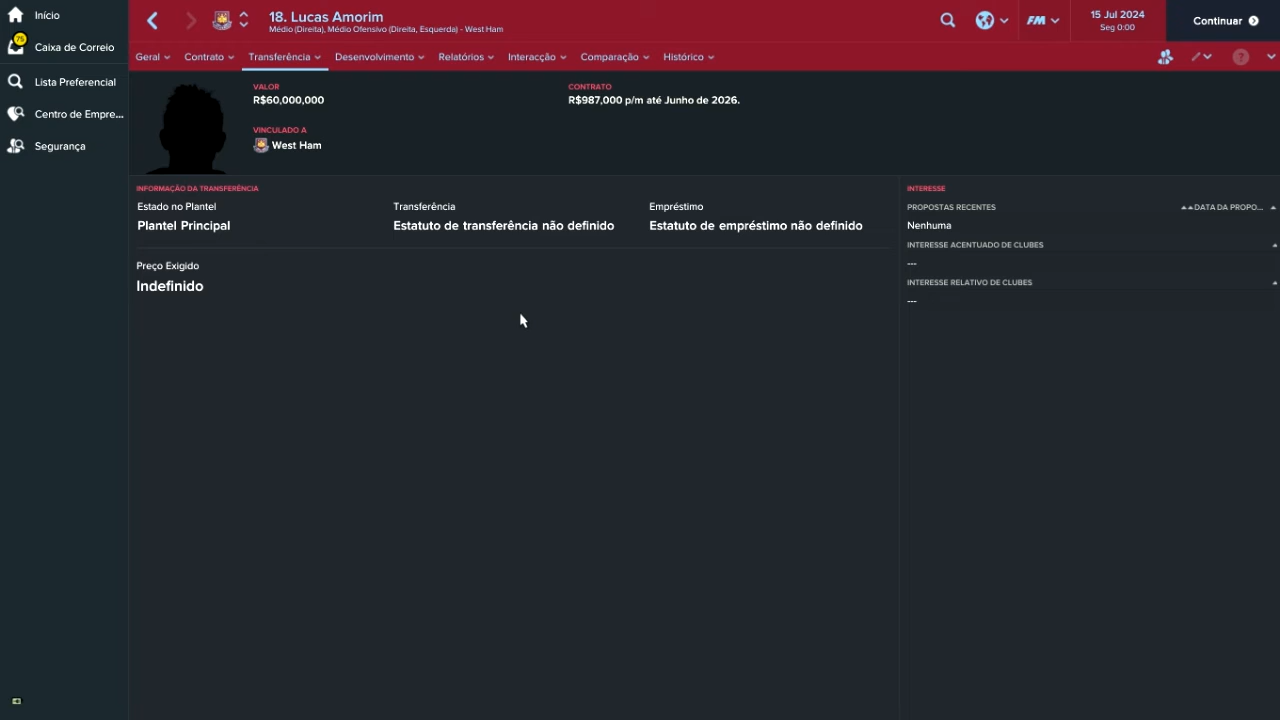 Início
75
Caixa de Correio
Lista Preferencial
Centro de Empre...
Segurança
18. Lucas Amorim
Médio (Direita), Médio Ofensivo (Direita, Esquerda) - West Ham
FM
15 Jul 2024
Seg 0:00
Continuar
Geral
Contrato
Transferência
Desenvolvimento
Relatórios
Interacção
Comparação
Histórico
?
VALOR
R$60,000,000
CONTRATO
R$987,000 p/m até Junho de 2026.
VINCULADO A
West Ham
INFORMAÇÃO DA TRANSFERÊNCIA
Estado no Plantel
Plantel Principal
Transferência
Estatuto de transferência não definido
Empréstimo
Estatuto de empréstimo não definido
Preço Exigido
Indefinido
INTERESSE
PROPOSTAS RECENTES
DATA DA PROPO...
Nenhuma
INTERESSE ACENTUADO DE CLUBES
---
INTERESSE RELATIVO DE CLUBES
---